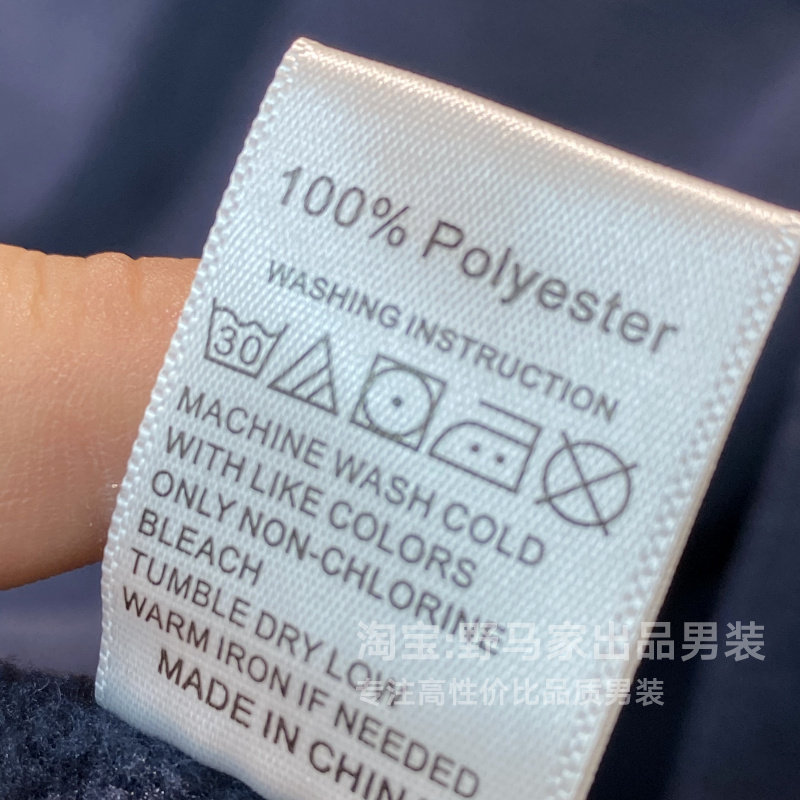 100% Polyester
WASHING INSTRUCTION
30
MACHINE WASH COLD
WITH LIKE COLORS
ONLY NON-CHLORINE
BLEACH
TUMBLE DRY LOW
WARM IRON IF NEEDED
MADE IN
淘宝:野马家出品男装
专注高性价比品质男装